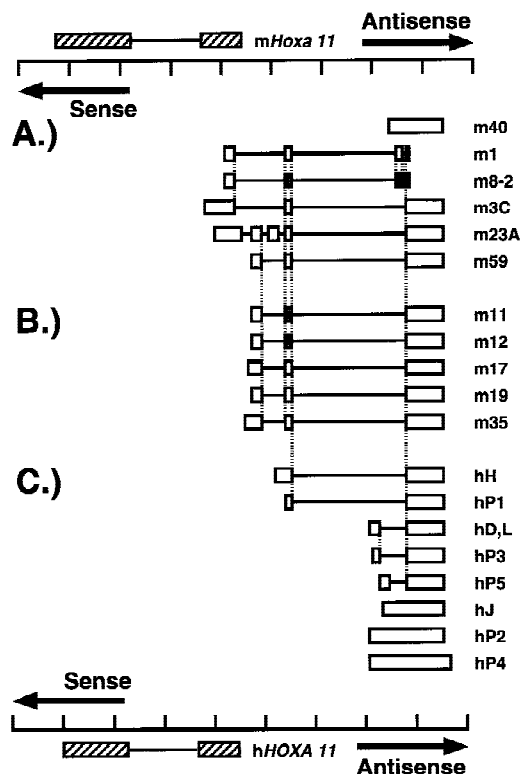 Antisense
mHoxa 11
Sense
A.)
m40
m1
m8-2
m3C
m23A
m59
B.)
m11
m12
m17
m19
m35
C.)
hH
hP1
hD,L
hP3
hP5
hJ
hP2
hP4
Sense
hHOXA 11
Antisense